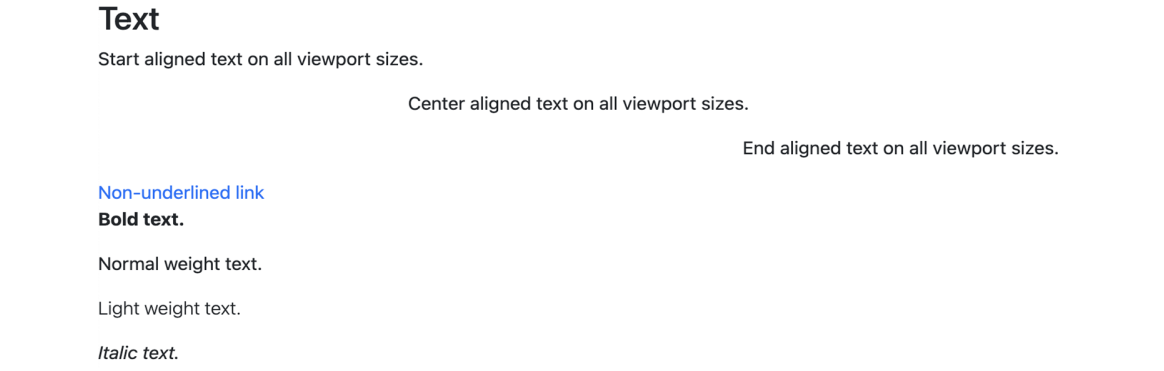 Text
Start aligned text on all viewport sizes.
Center aligned text on all viewport sizes.
End aligned text on all viewport sizes.
Non-underlined link
Bold text.
Normal weight text.
Light weight text.
Italic text.